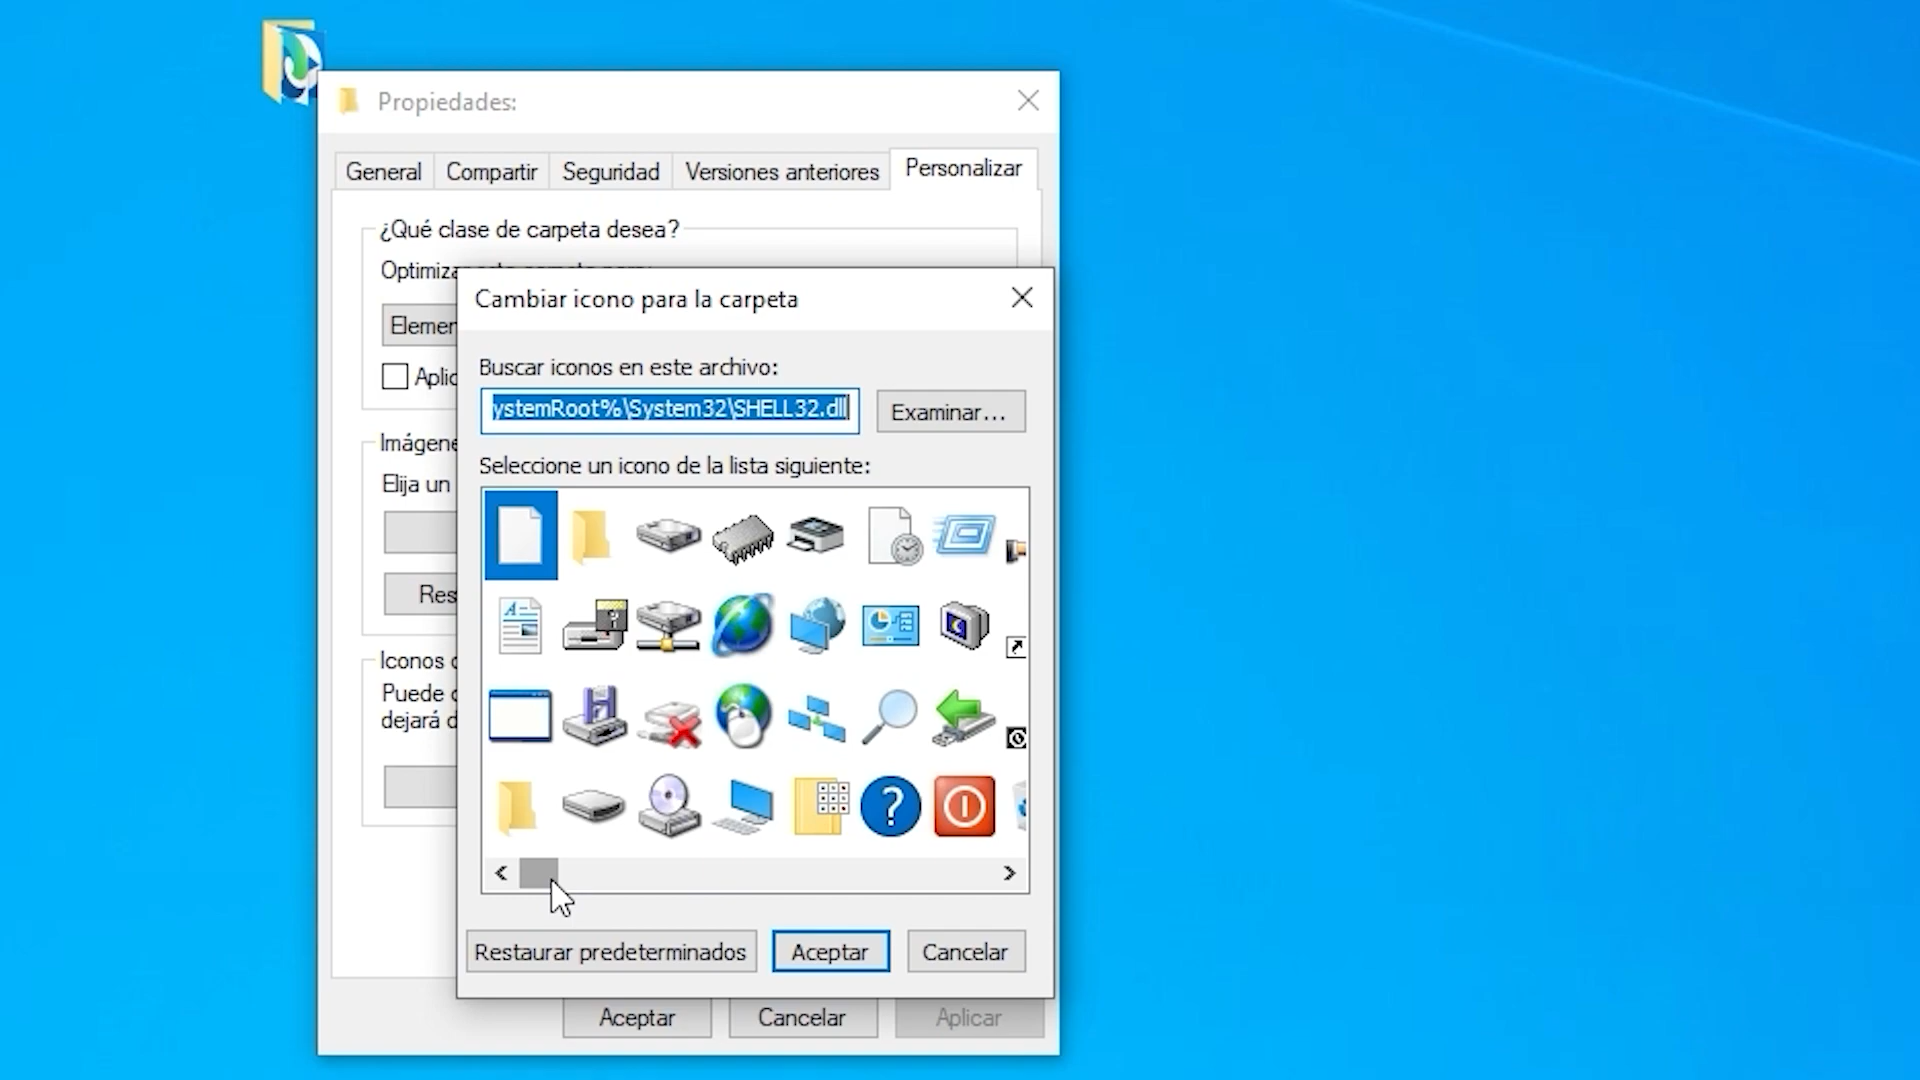 Propiedades:
General
Compartir
Seguridad
Versiones anteriores
Personalizar
¿Qué clase de carpeta desea?
Cambiar icono para la carpeta
Elemen
Aplic
Buscar iconos en este archivo:
ystemRoot%\System32\SHELL32.dll
Examinar...
Imágene
Elija un
Seleccione un icono de la lista siguiente:
Res
Iconos
Puede
dejará d
Restaurar predeterminados
Aceptar
Cancelar
Aceptar
Cancelar
Aplicar